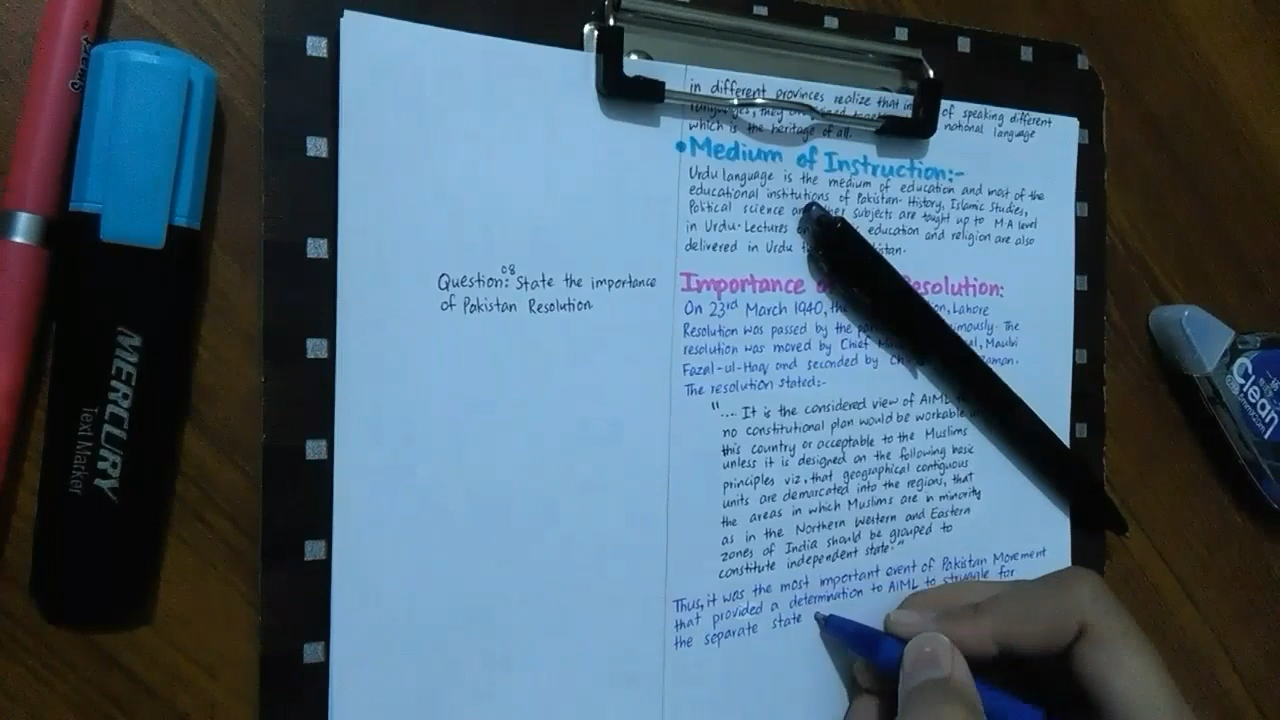 in different provinces realize that in of speaking different
languages, they national language
which is the heritage of all.
•Medium of Instruction:-
Urdu language is the medium of education and most of the
educational institutions of Pakistan. History, Islamic Studies,
Political science subjects are taught up to M.A level
in Urdu. Lectures education and religion are also
delivered in Urdu
Question: 08 State the importance
of Pakistan Resolution
Importance Resolution:
On 23rd March 1940, Lahore
Resolution was passed by the The
resolution was moved by Chief Maulvi
Fazal-ul-Haq and seconded by
The resolution stated:-
".... It is the considered view of AIML
no constitutional plan would be workable
this country or acceptable to the Muslims
unless it is designed on the following basic
principles viz, that geographical contiguous
units are demarcated into the regions, that
the areas in which Muslims are in minority
as in the Northern Western and Eastern
zones of India should be grouped to
constitute independent state."
Thus, it was the most important event of Pakistan Movement
that provided a determination to AIML to struggle for
the separate state
MERCURY
Text Marker
Clean